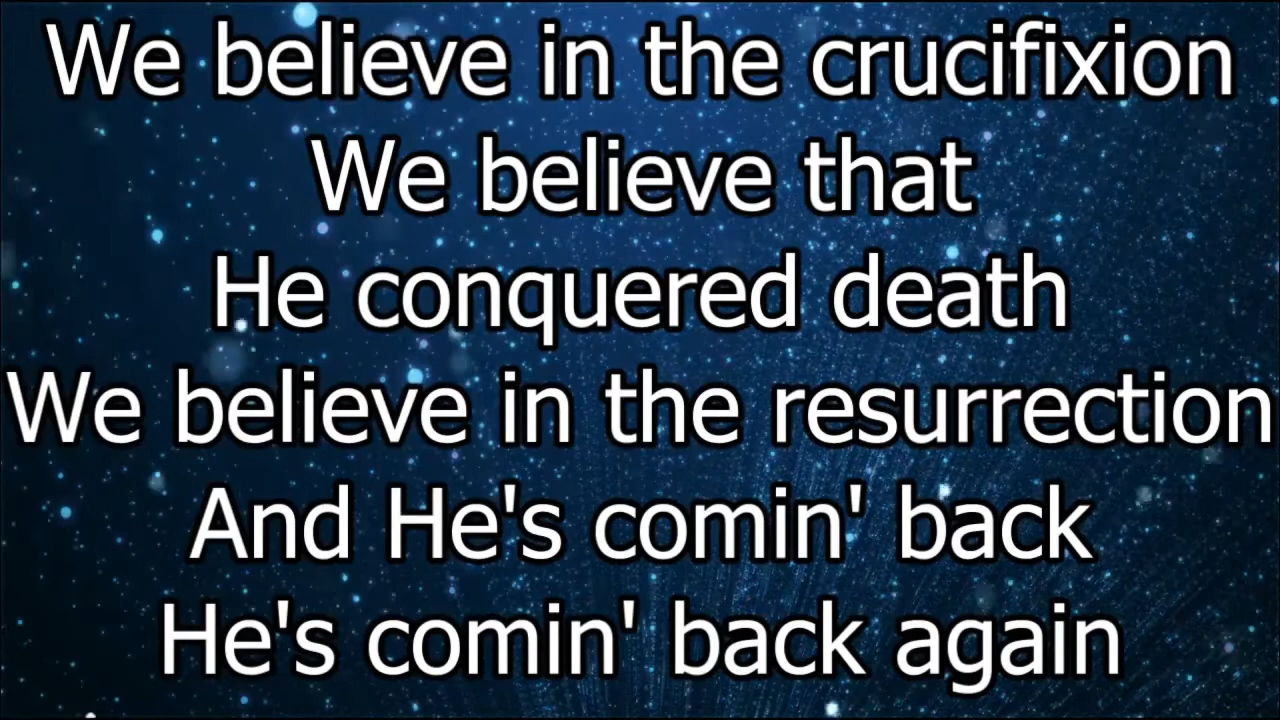 We believe in the crucifixion
We believe that
He conquered death
We believe in the resurrection
And He's comin' back
He's comin' back again